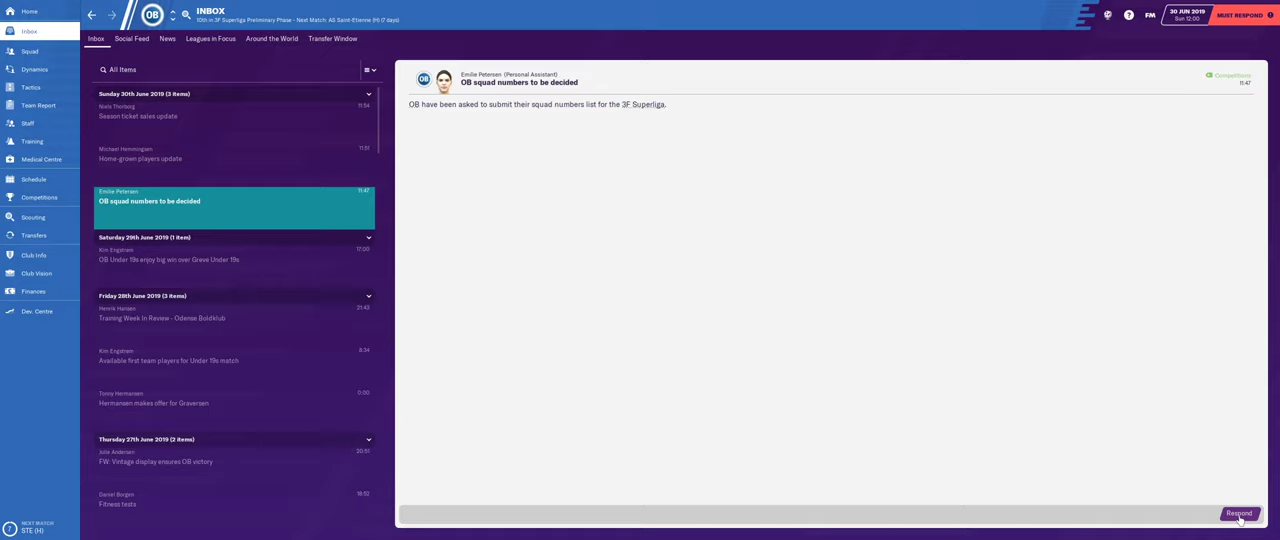 Home
Inbox
Squad
Dynamics
Tactics
Team Report
Staff
Training
Medical Centre
Schedule
Competitions
Scouting
Transfers
Club Info
Club Vision
Finances
Dev. Centre
7
NEXT MATCH
STE (H)
OB
INBOX
10th in 3F Superliga Preliminary Phase - Next Match: AS Saint-Etienne (H) (7 days)
?
FM
30 JUN 2019
Sun 12:00
MUST RESPOND
Inbox
Social Feed
News
Leagues in Focus
Around the World
Transfer Window
All Items
Sunday 30th June 2019 (3 items)
Niels Thorborg 11:54
Season ticket sales update
Michael Hemmingsen 11:51
Home-grown players update
Emilie Petersen 11:47
OB squad numbers to be decided
Saturday 29th June 2019 (1 item)
Kim Engstrøm 17:00
OB Under 19s enjoy big win over Greve Under 19s
Friday 28th June 2019 (3 items)
Henrik Hansen 21:43
Training Week In Review - Odense Boldklub
Kim Engstrøm 8:34
Available first team players for Under 19s match
Tonny Hermansen 0:00
Hermansen makes offer for Graversen
Thursday 27th June 2019 (2 items)
Julie Andersen 20:51
FW: Vintage display ensures OB victory
Daniel Borgen 18:52
Fitness tests
OB
Emilie Petersen (Personal Assistant)
OB squad numbers to be decided
Competitions
11:47
OB have been asked to submit their squad numbers list for the 3F Superliga.
Respond